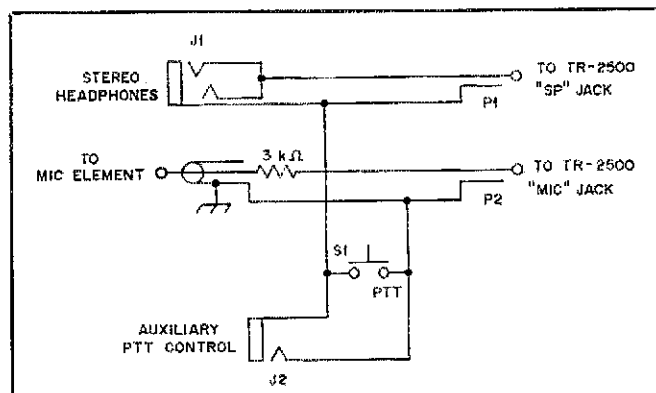 J1
STEREO
HEADPHONES
TO TR-2500
"SP" JACK
P1
TO
MIC ELEMENT
3 kΩ
TO TR-2500
"MIC" JACK
P2
S1
PTT
AUXILIARY
PTT CONTROL
J2